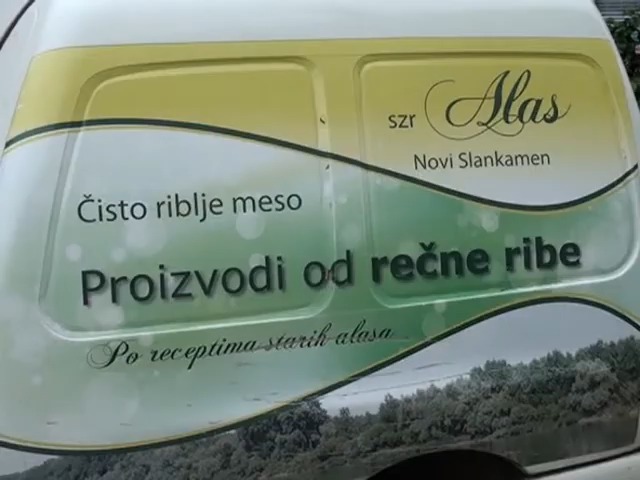 szr Alas
Novi Slankamen
Čisto riblje meso
Proizvodi od rečne ribe
Po receptima starih alasa